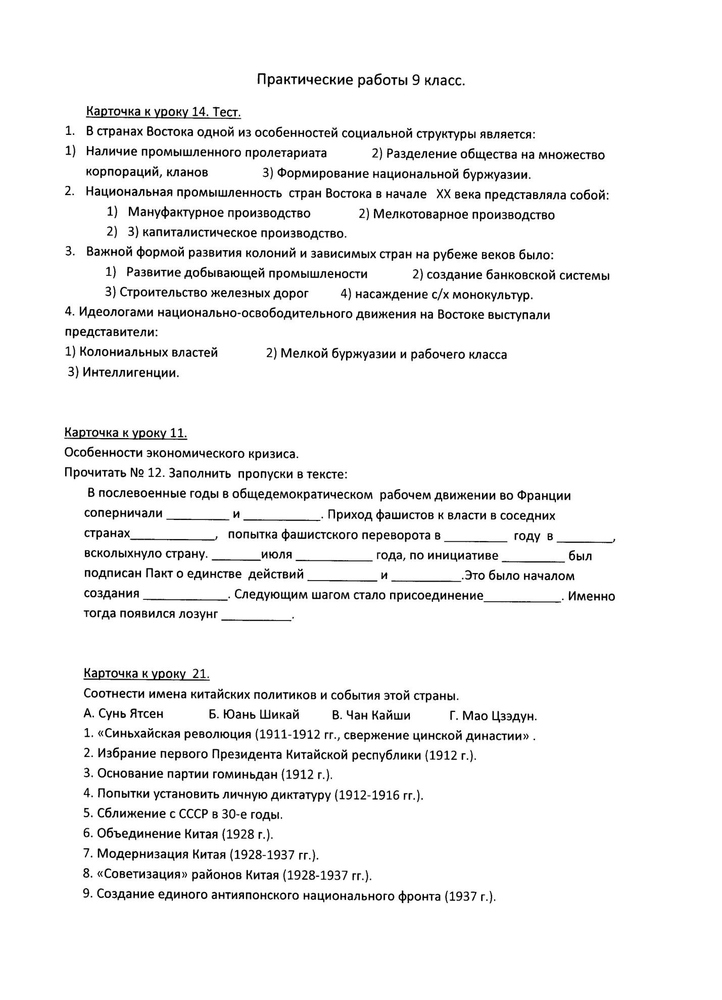 Практические работы 9 класс.
Карточка к уроку 14. Тест.
1. В странах Востока одной из особенностей социальной структуры является:
1) Наличие промышленного пролетариата 2) Разделение общества на множество
корпораций, кланов 3) Формирование национальной буржуазии.
2. Национальная промышленность стран Востока в начале XX века представляла собой:
1) Мануфактурное производство 2) Мелкотоварное производство
2) 3) капиталистическое производство.
3. Важной формой развития колоний и зависимых стран на рубеже веков было:
1) Развитие добывающей промышлености 2) создание банковской системы
3) Строительство железных дорог 4) насаждение с/х монокультур.
4. Идеологами национально-освободительного движения на Востоке выступали
представители:
1) Колониальных властей 2) Мелкой буржуазии и рабочего класса
3) Интеллигенции.
Карточка к уроку 11.
Особенности экономического кризиса.
Прочитать № 12. Заполнить пропуски в тексте:
В послевоенные годы в общедемократическом рабочем движении во Франции
соперничали _________ и ___________. Приход фашистов к власти в соседних
странах____________, попытка фашистского переворота в _________ году в ________,
всколыхнуло страну. _______июля ___________ года, по инициативе _________ был
подписан Пакт о единстве действий __________ и __________.Это было началом
создания ____________. Следующим шагом стало присоединение___________. Именно
тогда появился лозунг __________.
Карточка к уроку 21.
Соотнести имена китайских политиков и события этой страны.
А. Сунь Ятсен Б. Юань Шикай В. Чан Кайши Г. Мао Цзэдун.
1. «Синьхайская революция (1911-1912 гг., свержение цинской династии» .
2. Избрание первого Президента Китайской республики (1912 г.).
3. Основание партии гоминьдан (1912 г.).
4. Попытки установить личную диктатуру (1912-1916 гг.).
5. Сближение с СССР в 30-е годы.
6. Объединение Китая (1928 г.).
7. Модернизация Китая (1928-1937 гг.).
8. «Советизация» районов Китая (1928-1937 гг.).
9. Создание единого антияпонского национального фронта (1937 г.).